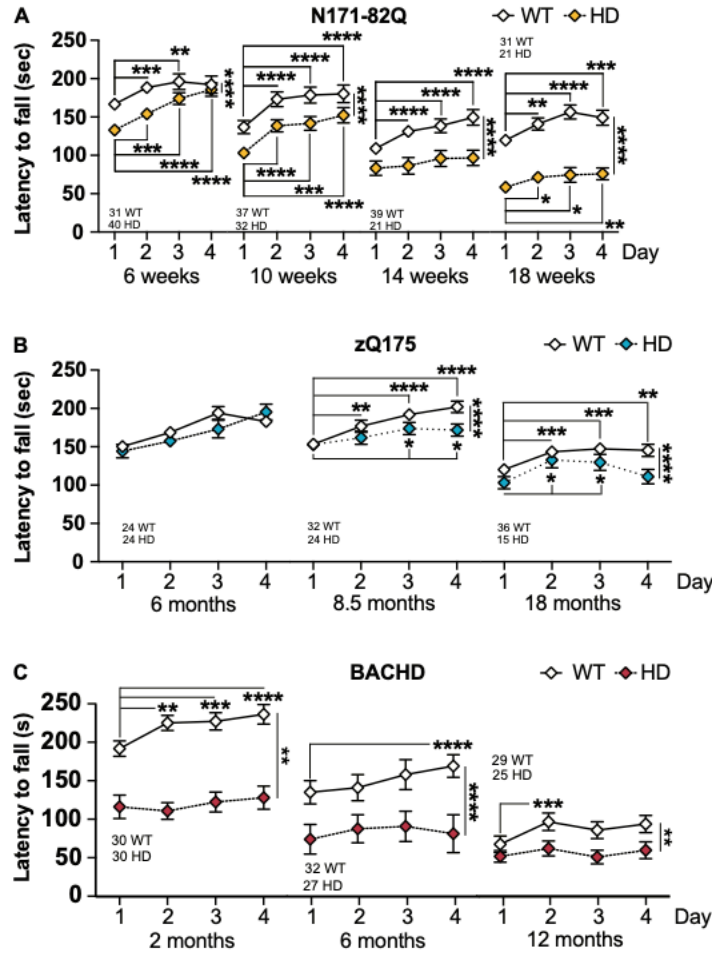 A N171-82Q WT HD
Latency to fall (sec)
250
200
150
100
50
0
** *** **** *** **** ****
**** **** **** **** **** *** ****
**** **** **** ****
*** **** ** **** * * **
31 WT
40 HD
37 WT
32 HD
39 WT
21 HD
31 WT
21 HD
1 2 3 4 1 2 3 4 1 2 3 4 1 2 3 4 Day
6 weeks 10 weeks 14 weeks 18 weeks
B zQ175 WT HD
Latency to fall (sec)
250
200
150
100
50
0
**** **** ** **** * *
** *** *** **** * *
24 WT
24 HD
32 WT
24 HD
36 WT
15 HD
1 2 3 4 1 2 3 4 1 2 3 4 Day
6 months 8.5 months 18 months
C BACHD WT HD
Latency to fall (s)
250
200
150
100
50
0
** *** **** **
**** ****
*** **
30 WT
30 HD
32 WT
27 HD
29 WT
25 HD
1 2 3 4 1 2 3 4 1 2 3 4 Day
2 months 6 months 12 months